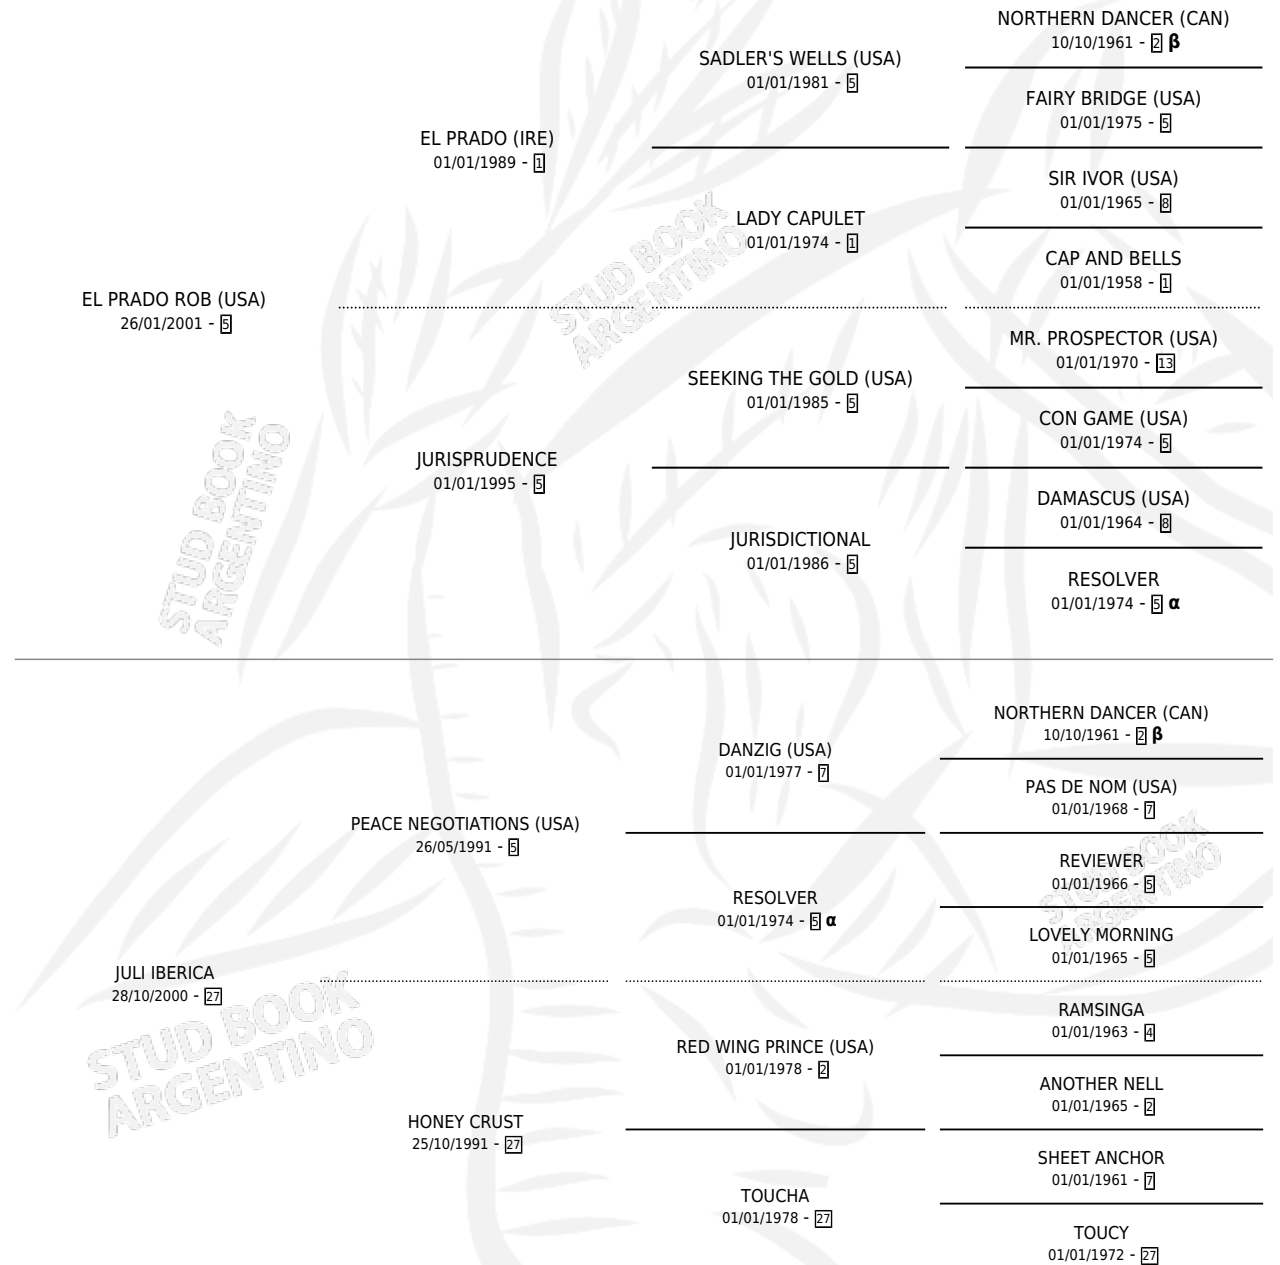 NORTHERN DANCER (CAN)
10/10/1961 - 2 β
SADLER'S WELLS (USA)
01/01/1981 - 5
FAIRY BRIDGE (USA)
01/01/1975 - 5
EL PRADO (IRE)
01/01/1989 - 1
SIR IVOR (USA)
01/01/1965 - 8
LADY CAPULET
01/01/1974 - 1
CAP AND BELLS
01/01/1958 - 1
EL PRADO ROB (USA)
26/01/2001 - 5
MR. PROSPECTOR (USA)
01/01/1970 - 13
SEEKING THE GOLD (USA)
01/01/1985 - 5
CON GAME (USA)
01/01/1974 - 5
JURISPRUDENCE
01/01/1995 - 5
DAMASCUS (USA)
01/01/1964 - 8
JURISDICTIONAL
01/01/1986 - 5
RESOLVER
01/01/1974 - 5 α
NORTHERN DANCER (CAN)
10/10/1961 - 2 β
DANZIG (USA)
01/01/1977 - 7
PAS DE NOM (USA)
01/01/1968 - 7
PEACE NEGOTIATIONS (USA)
26/05/1991 - 5
REVIEWER
01/01/1966 - 5
RESOLVER
01/01/1974 - 5 α
LOVELY MORNING
01/01/1965 - 5
JULI IBERICA
28/10/2000 - 27
RAMSINGA
01/01/1963 - 4
RED WING PRINCE (USA)
01/01/1978 - 2
ANOTHER NELL
01/01/1965 - 2
HONEY CRUST
25/10/1991 - 27
SHEET ANCHOR
01/01/1961 - 7
TOUCHA
01/01/1978 - 27
TOUCY
01/01/1972 - 27
STUD BOOK
ARGENTINO
STUD BOOK
ARGENTINO
STUD BOOK
ARGENTINO
STUD BOOK
ARGENTINO